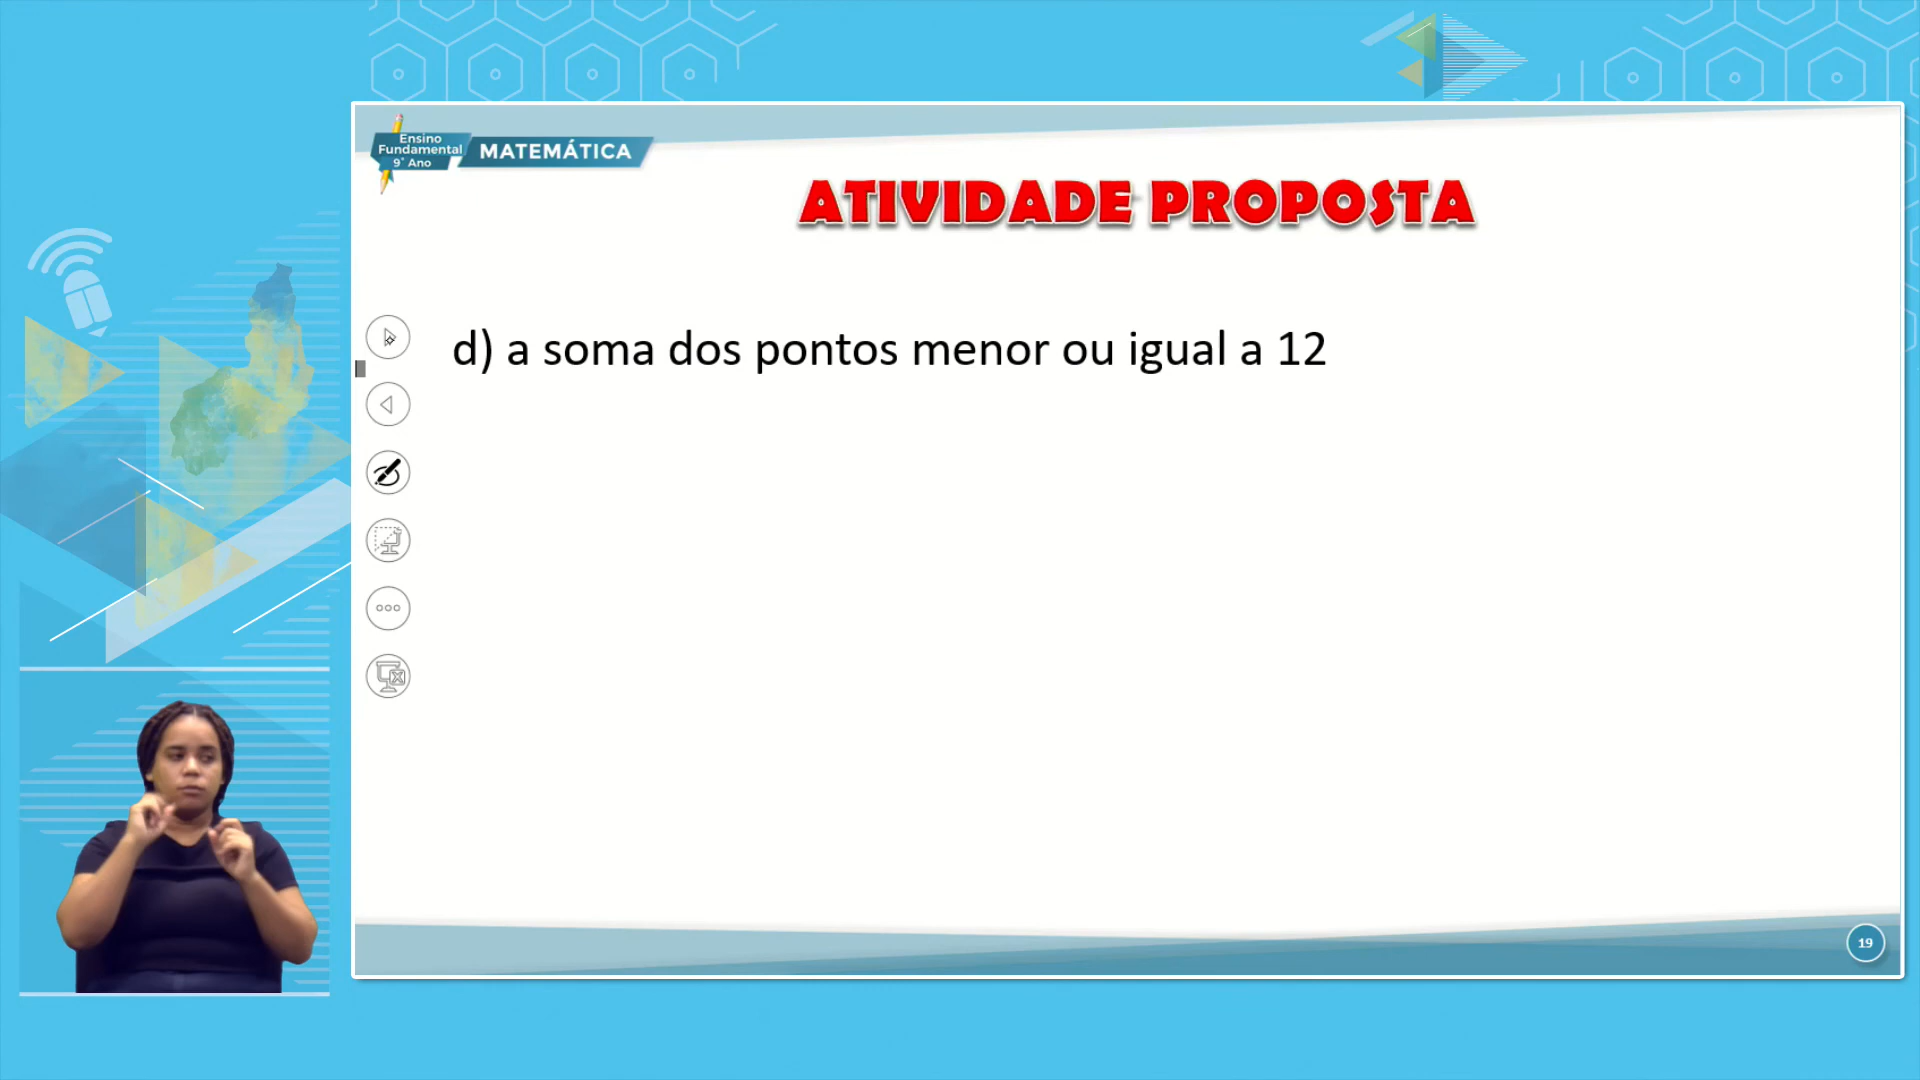 Ensino
Fundamental
9° Ano
MATEMÁTICA
ATIVIDADE PROPOSTA
d) a soma dos pontos menor ou igual a 12
19